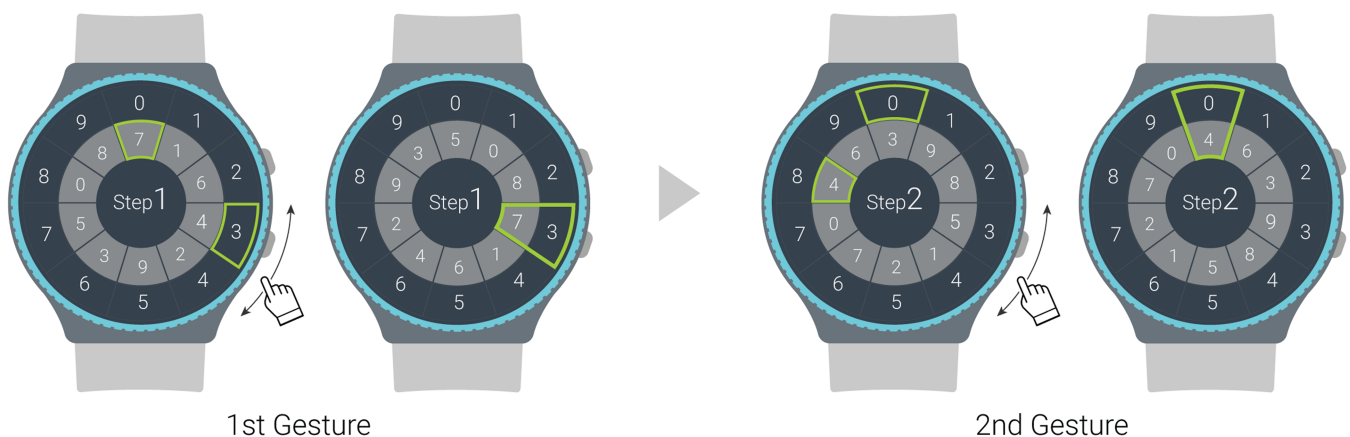 0 1 2 3 4 5 6 7 8 9
7 1 6 4 2 9 3 5 0 8
Step1
0 1 2 3 4 5 6 7 8 9
5 0 8 7 1 6 4 2 9 3
Step1
1st Gesture
0 1 2 3 4 5 6 7 8 9
3 9 8 5 1 2 7 0 4 6
Step2
0 1 2 3 4 5 6 7 8 9
4 6 3 9 8 5 1 2 7 0
Step2
2nd Gesture